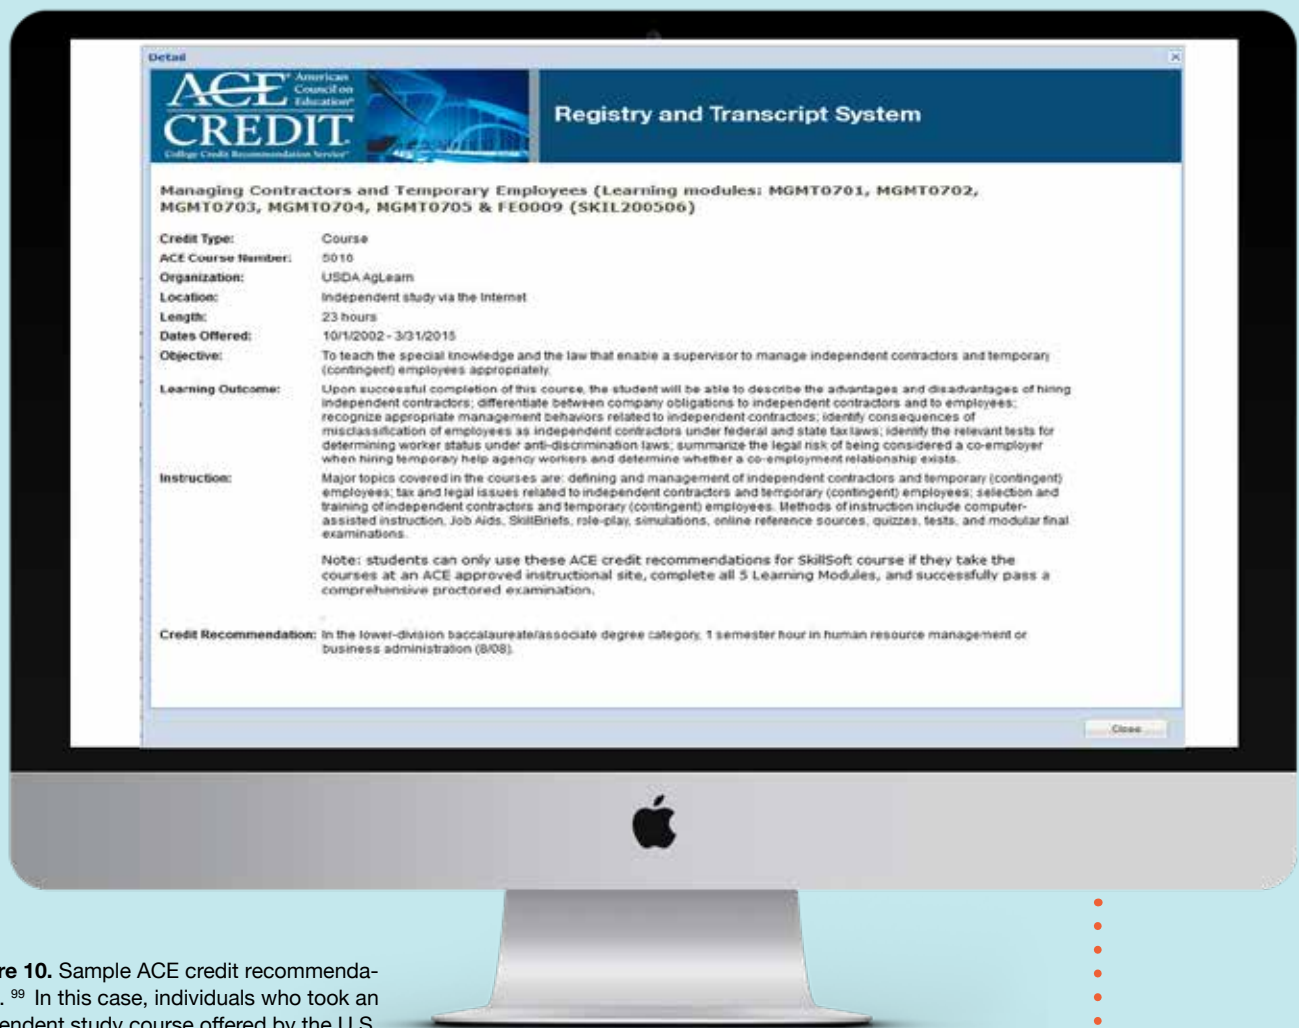 Detail
ACE® American
Council on
Education®
CREDIT
College Credit Recommendation Service®
Registry and Transcript System
Managing Contractors and Temporary Employees (Learning modules: MGMT0701, MGMT0702,
MGMT0703, MGMT0704, MGMT0705 & FE0009 (SKIL200506)
Credit Type: Course
ACE Course Number: 5016
Organization: USDA AgLearn
Location: Independent study via the Internet
Length: 23 hours
Dates Offered: 10/1/2002 - 3/31/2015
Objective: To teach the special knowledge and the law that enable a supervisor to manage independent contractors and temporary
(contingent) employees appropriately.
Learning Outcome: Upon successful completion of this course, the student will be able to describe the advantages and disadvantages of hiring
independent contractors; differentiate between company obligations to independent contractors and to employees;
recognize appropriate management behaviors related to independent contractors; identify consequences of
misclassification of employees as independent contractors under federal and state tax laws; identify the relevant tests for
determining worker status under anti-discrimination laws; summarize the legal risk of being considered a co-employer
when hiring temporary help agency workers and determine whether a co-employment relationship exists.
Instruction: Major topics covered in the courses are: defining and management of independent contractors and temporary (contingent)
employees; tax and legal issues related to independent contractors and temporary (contingent) employees; selection and
training of independent contractors and temporary (contingent) employees. Methods of instruction include computer-
assisted instruction, Job Aids, SkillBriefs, role-play, simulations, online reference sources, quizzes, tests, and modular final
examinations.
Note: students can only use these ACE credit recommendations for SkillSoft course if they take the
courses at an ACE approved instructional site, complete all 5 Learning Modules, and successfully pass a
comprehensive proctored examination.
Credit Recommendation: In the lower-division baccalaureate/associate degree category, 1 semester hour in human resource management or
business administration (8/08).
Close
re 10. Sample ACE credit recommenda-
. 99 In this case, individuals who took an
endent study course offered by the U.S.